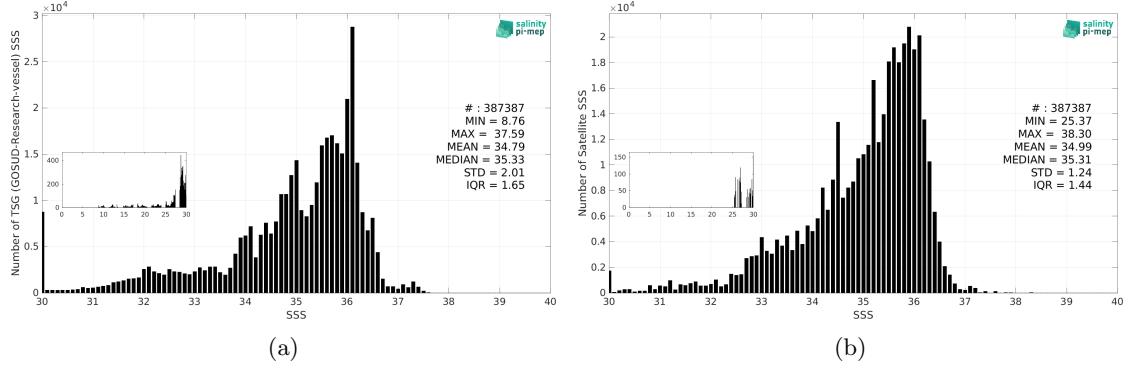 ×10⁴
3
2.5
2
1.5
1
0.5
0
Number of TSG (GOSUD-Research-vessel) SSS
salinity
pi-mep
# : 387387
MIN = 8.76
MAX = 37.59
MEAN = 34.79
MEDIAN = 35.33
STD = 2.01
IQR = 1.65
400
200
0
0 5 10 15 20 25 30
30 31 32 33 34 35 36 37 38 39 40
SSS
(a)
×10⁴
2
1.8
1.6
1.4
1.2
1
0.8
0.6
0.4
0.2
0
Number of Satellite SSS
salinity
pi-mep
# : 387387
MIN = 25.37
MAX = 38.30
MEAN = 34.99
MEDIAN = 35.31
STD = 1.24
IQR = 1.44
150
100
50
0
0 5 10 15 20 25 30
30 31 32 33 34 35 36 37 38 39 40
SSS
(b)